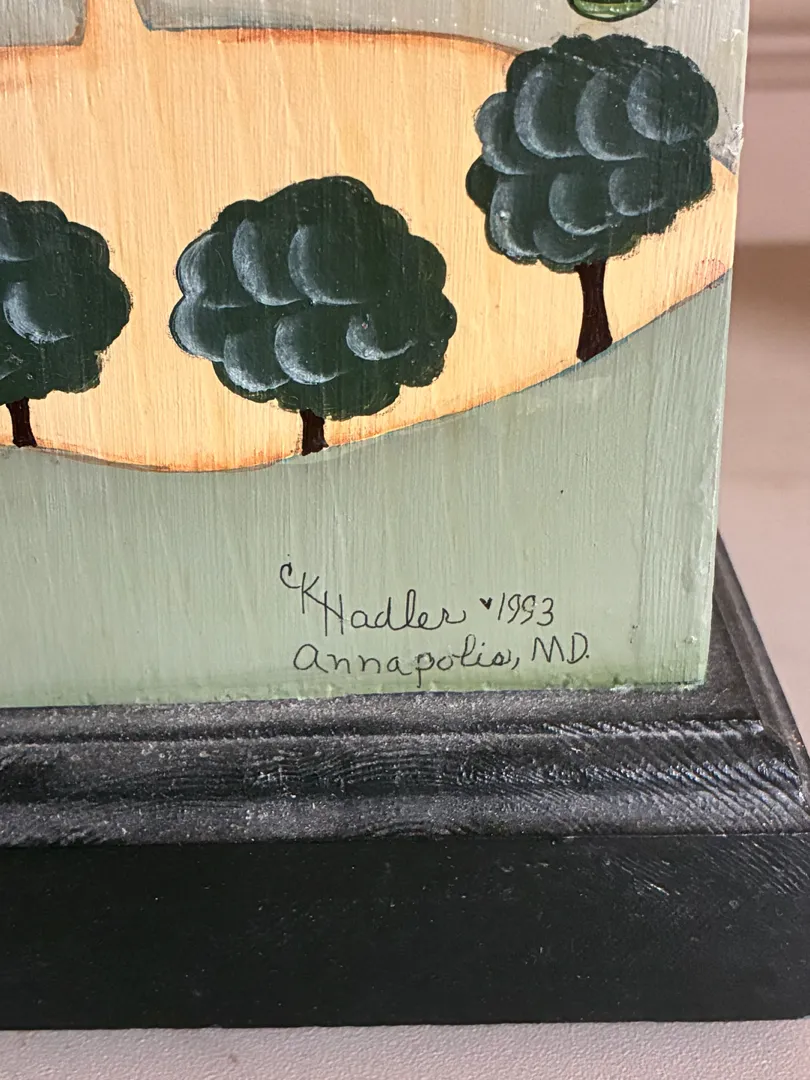 CK Hadler ♥1993
Annapolis, MD.